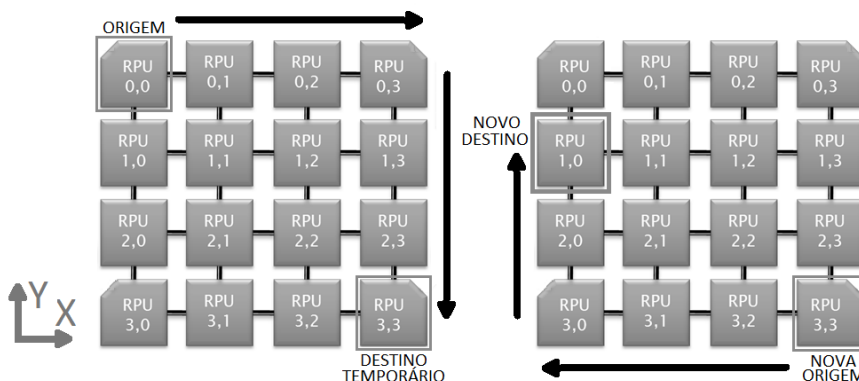 ORIGEM
RPU 0,0
RPU 0,1
RPU 0,2
RPU 0,3
RPU 1,0
RPU 1,1
RPU 1,2
RPU 1,3
RPU 2,0
RPU 2,1
RPU 2,2
RPU 2,3
RPU 3,0
RPU 3,1
RPU 3,2
RPU 3,3
DESTINO
TEMPORÁRIO
Y
X
RPU 0,0
RPU 0,1
RPU 0,2
RPU 0,3
NOVO
DESTINO
RPU 1,0
RPU 1,1
RPU 1,2
RPU 1,3
RPU 2,0
RPU 2,1
RPU 2,2
RPU 2,3
RPU 3,0
RPU 3,1
RPU 3,2
RPU 3,3
NOVA
ORIGEM